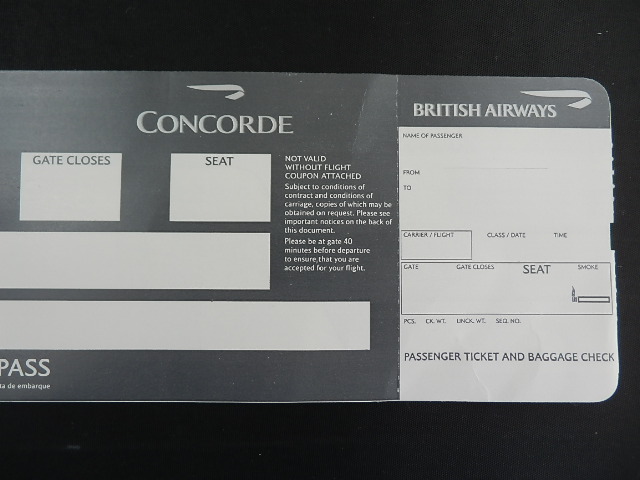 CONCORDE
GATE CLOSES
SEAT
NOT VALID
WITHOUT FLIGHT
COUPON ATTACHED
Subject to conditions of
contract and conditions of
carriage, copies of which may be
obtained on request. Please see
important notices on the back of
this document.
Please be at gate 40
minutes before departure
to ensure,that you are
accepted for your flight.
PASS
ta de embarque
BRITISH AIRWAYS
NAME OF PASSENGER
FROM
TO
CARRIER / FLIGHT CLASS / DATE TIME
GATE GATE CLOSES SEAT SMOKE
PCS. CK. WT. UNCK. WT. SEQ. NO.
PASSENGER TICKET AND BAGGAGE CHECK